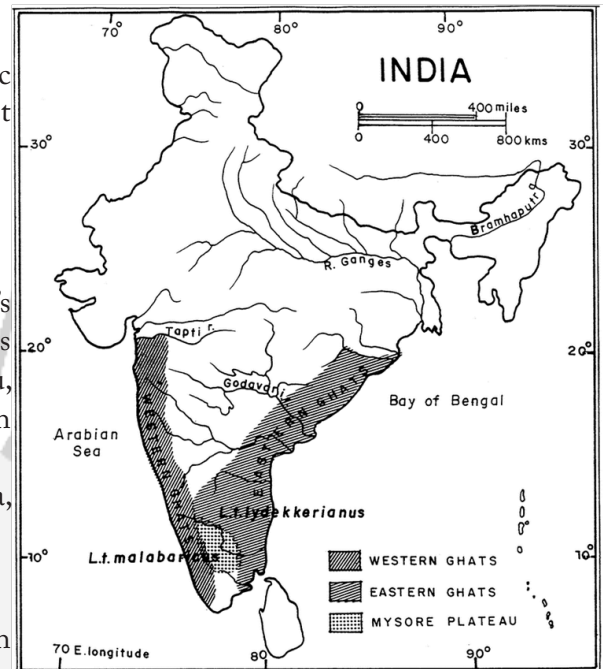 c
t
s
s
,
n
,
n
70°
80°
90°
INDIA
0
400 miles
0
400
800 kms
30°
30°
Bramhaputr
R. Ganges
Tapti r.
20°
20°
Godavari
Bay of Bengal
Arabian
Sea
WESTERN GHATS
EASTERN GHATS
L.t.lydekkerianus
L.t.malabaricus
10°
10°
WESTERN GHATS
EASTERN GHATS
MYSORE PLATEAU
70 E.longitude
80
90°